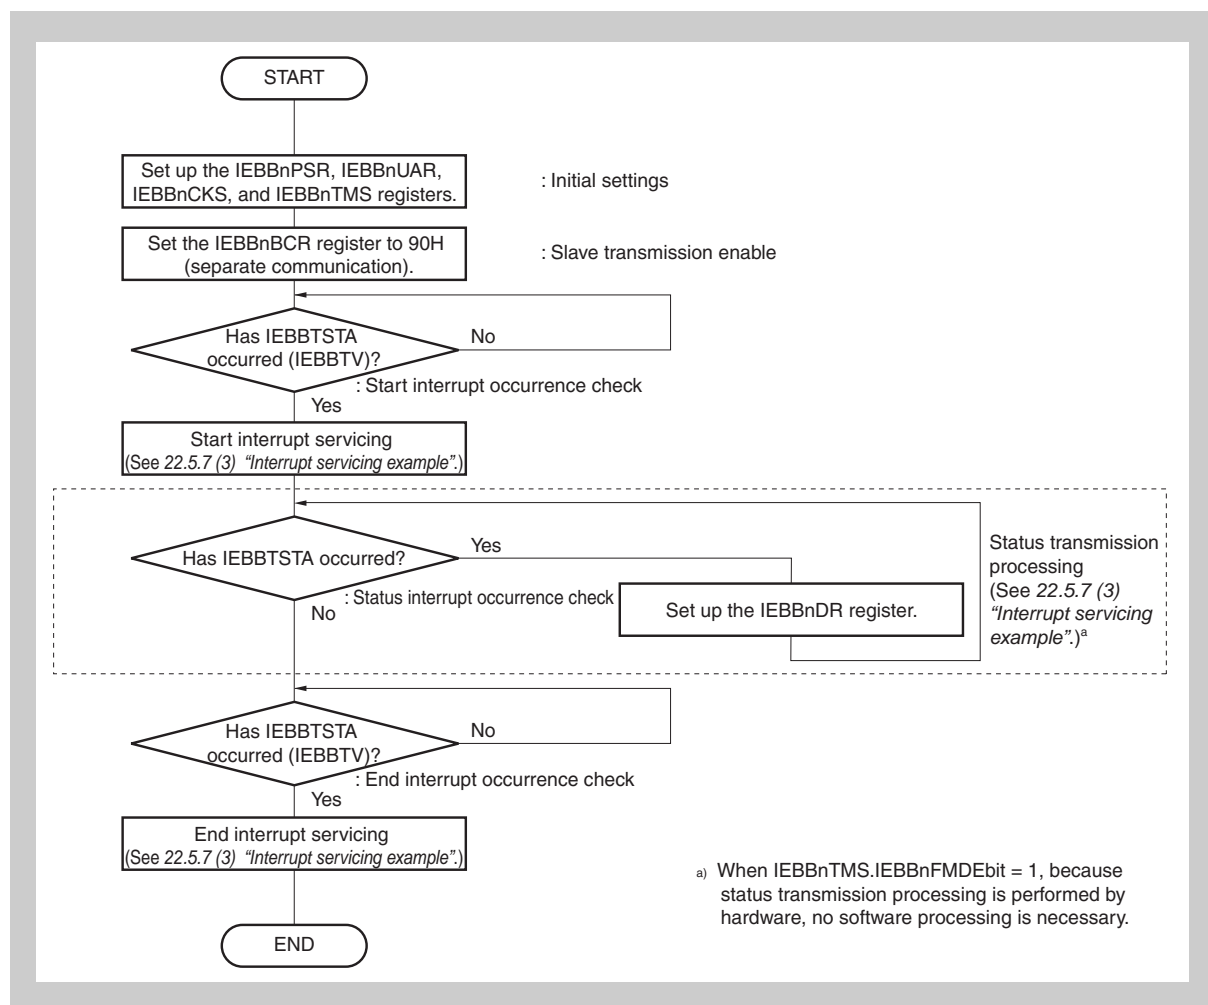 START
Set up the IEBBnPSR, IEBBnUAR,
IEBBnCKS, and IEBBnTMS registers.
: Initial settings
Set the IEBBnBCR register to 90H
(separate communication).
: Slave transmission enable
Has IEBBTSTA
occurred (IEBBTV)?
No
: Start interrupt occurrence check
Yes
Start interrupt servicing
(See 22.5.7 (3) “Interrupt servicing example”.)
Has IEBBTSTA occurred?
Yes
: Status interrupt occurrence check
No
Set up the IEBBnDR register.
Status transmission
processing
(See 22.5.7 (3)
“Interrupt servicing
example”.)a
Has IEBBTSTA
occurred (IEBBTV)?
No
: End interrupt occurrence check
Yes
End interrupt servicing
(See 22.5.7 (3) “Interrupt servicing example”.)
a) When IEBBnTMS.IEBBnFMDEbit = 1, because
status transmission processing is performed by
hardware, no software processing is necessary.
END